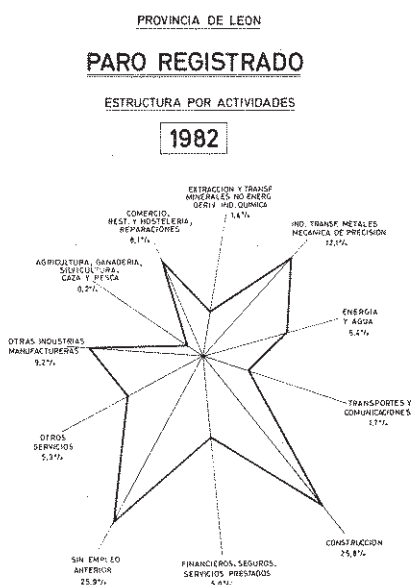 PROVINCIA DE LEON
PARO REGISTRADO
ESTRUCTURA POR ACTIVIDADES
1982
EXTRACCION Y TRANSF
MINERALES NO ENERG
DERIV. IND. QUIMICA
1,4%
COMERCIO,
REST. Y HOSTELERIA,
REPARACIONES
8,1%
IND. TRANSF. METALES
MECANICA DE PRECISION
12,1%
AGRICULTURA, GANADERIA,
SILVICULTURA,
CAZA Y PESCA
0,2%
ENERGIA
Y AGUA
5,4%
OTRAS INDUSTRIAS
MANUFACTURERAS
9,2%
TRANSPORTES Y
COMUNICACIONES
1,7%
OTROS
SERVICIOS
5,3%
CONSTRUCCION
25,8%
SIN EMPLEO
ANTERIOR
25,9%
FINANCIEROS, SEGUROS,
SERVICIOS PRESTADOS